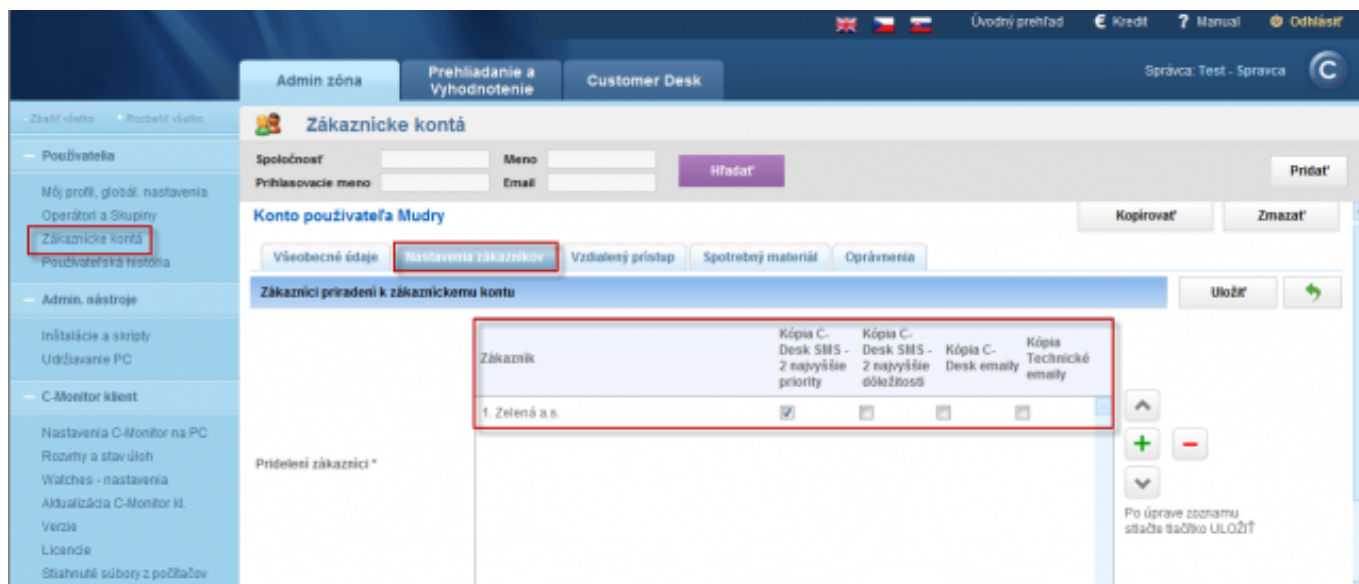 Úvodný prehľad € Kredit ? Manual Odhlásiť
Admin zóna
Prehliadanie a
Vyhodnotenie
Customer Desk
Správca: Test - Spravca
- Zbaliť všetko + Rozbaliť všetko
Zákaznícke kontá
Používatelia
Spoločnosť
Meno
Prihlasovacie meno
Email
Hľadať
Pridať
Môj profil, globál. nastavenia
Operátori a Skupiny
Zákaznícke kontá
Používateľská história
Konto používateľa Mudry
Kopírovať
Zmazať
Všeobecné údaje
Nastavenia zákazníkov
Vzdialený prístup
Spotrebný materiál
Oprávnenia
Zákazníci priradení k zákazníckemu kontu
Uložiť
Admin. nástroje
Inštalácie a skripty
Udržiavanie PC
Zákazník
Kópia C-
Desk SMS -
2 najvyššie
priority
Kópia C-
Desk SMS -
2 najvyššie
dôležitosti
Kópia C-
Desk emaily
Kópia
Technické
emaily
1. Zelená a.s.
C-Monitor klient
Nastavenia C-Monitor na PC
Rozvrhy a stav úloh
Watches - nastavenia
Aktualizácia C-Monitor kl.
Verzie
Licencie
Stiahnuté súbory z počítačov
Pridelení zákazníci *
Po úprave zoznamu
stlačte tlačítko ULOŽIŤ